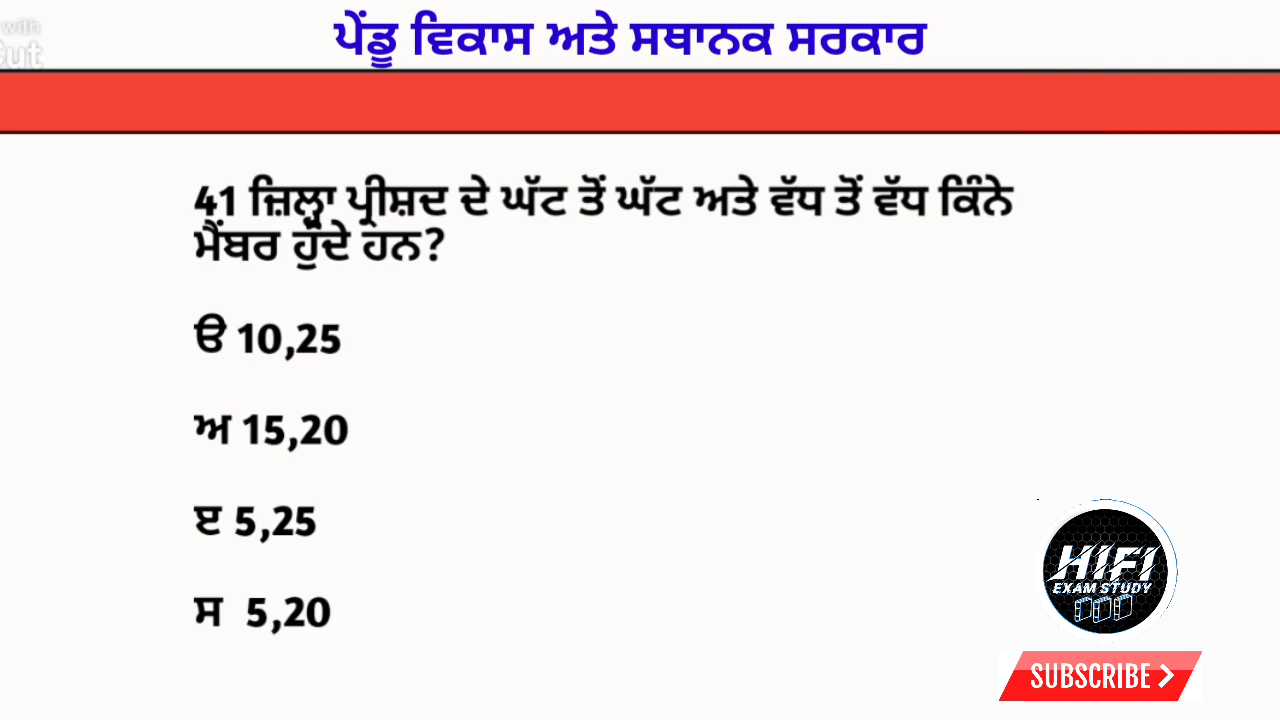 with
ਪੇਂਡੂ ਵਿਕਾਸ ਅਤੇ ਸਥਾਨਕ ਸਰਕਾਰ
41 ਜ਼ਿਲ੍ਹਾ ਪ੍ਰੀਸ਼ਦ ਦੇ ਘੱਟ ਤੋਂ ਘੱਟ ਅਤੇ ਵੱਧ ਤੋਂ ਵੱਧ ਕਿੰਨੇ
ਮੈਂਬਰ ਹੁੰਦੇ ਹਨ?
ੳ 10,25
ਅ 15,20
ੲ 5,25
ਸ 5,20
HIFI
EXAM STUDY
SUBSCRIBE